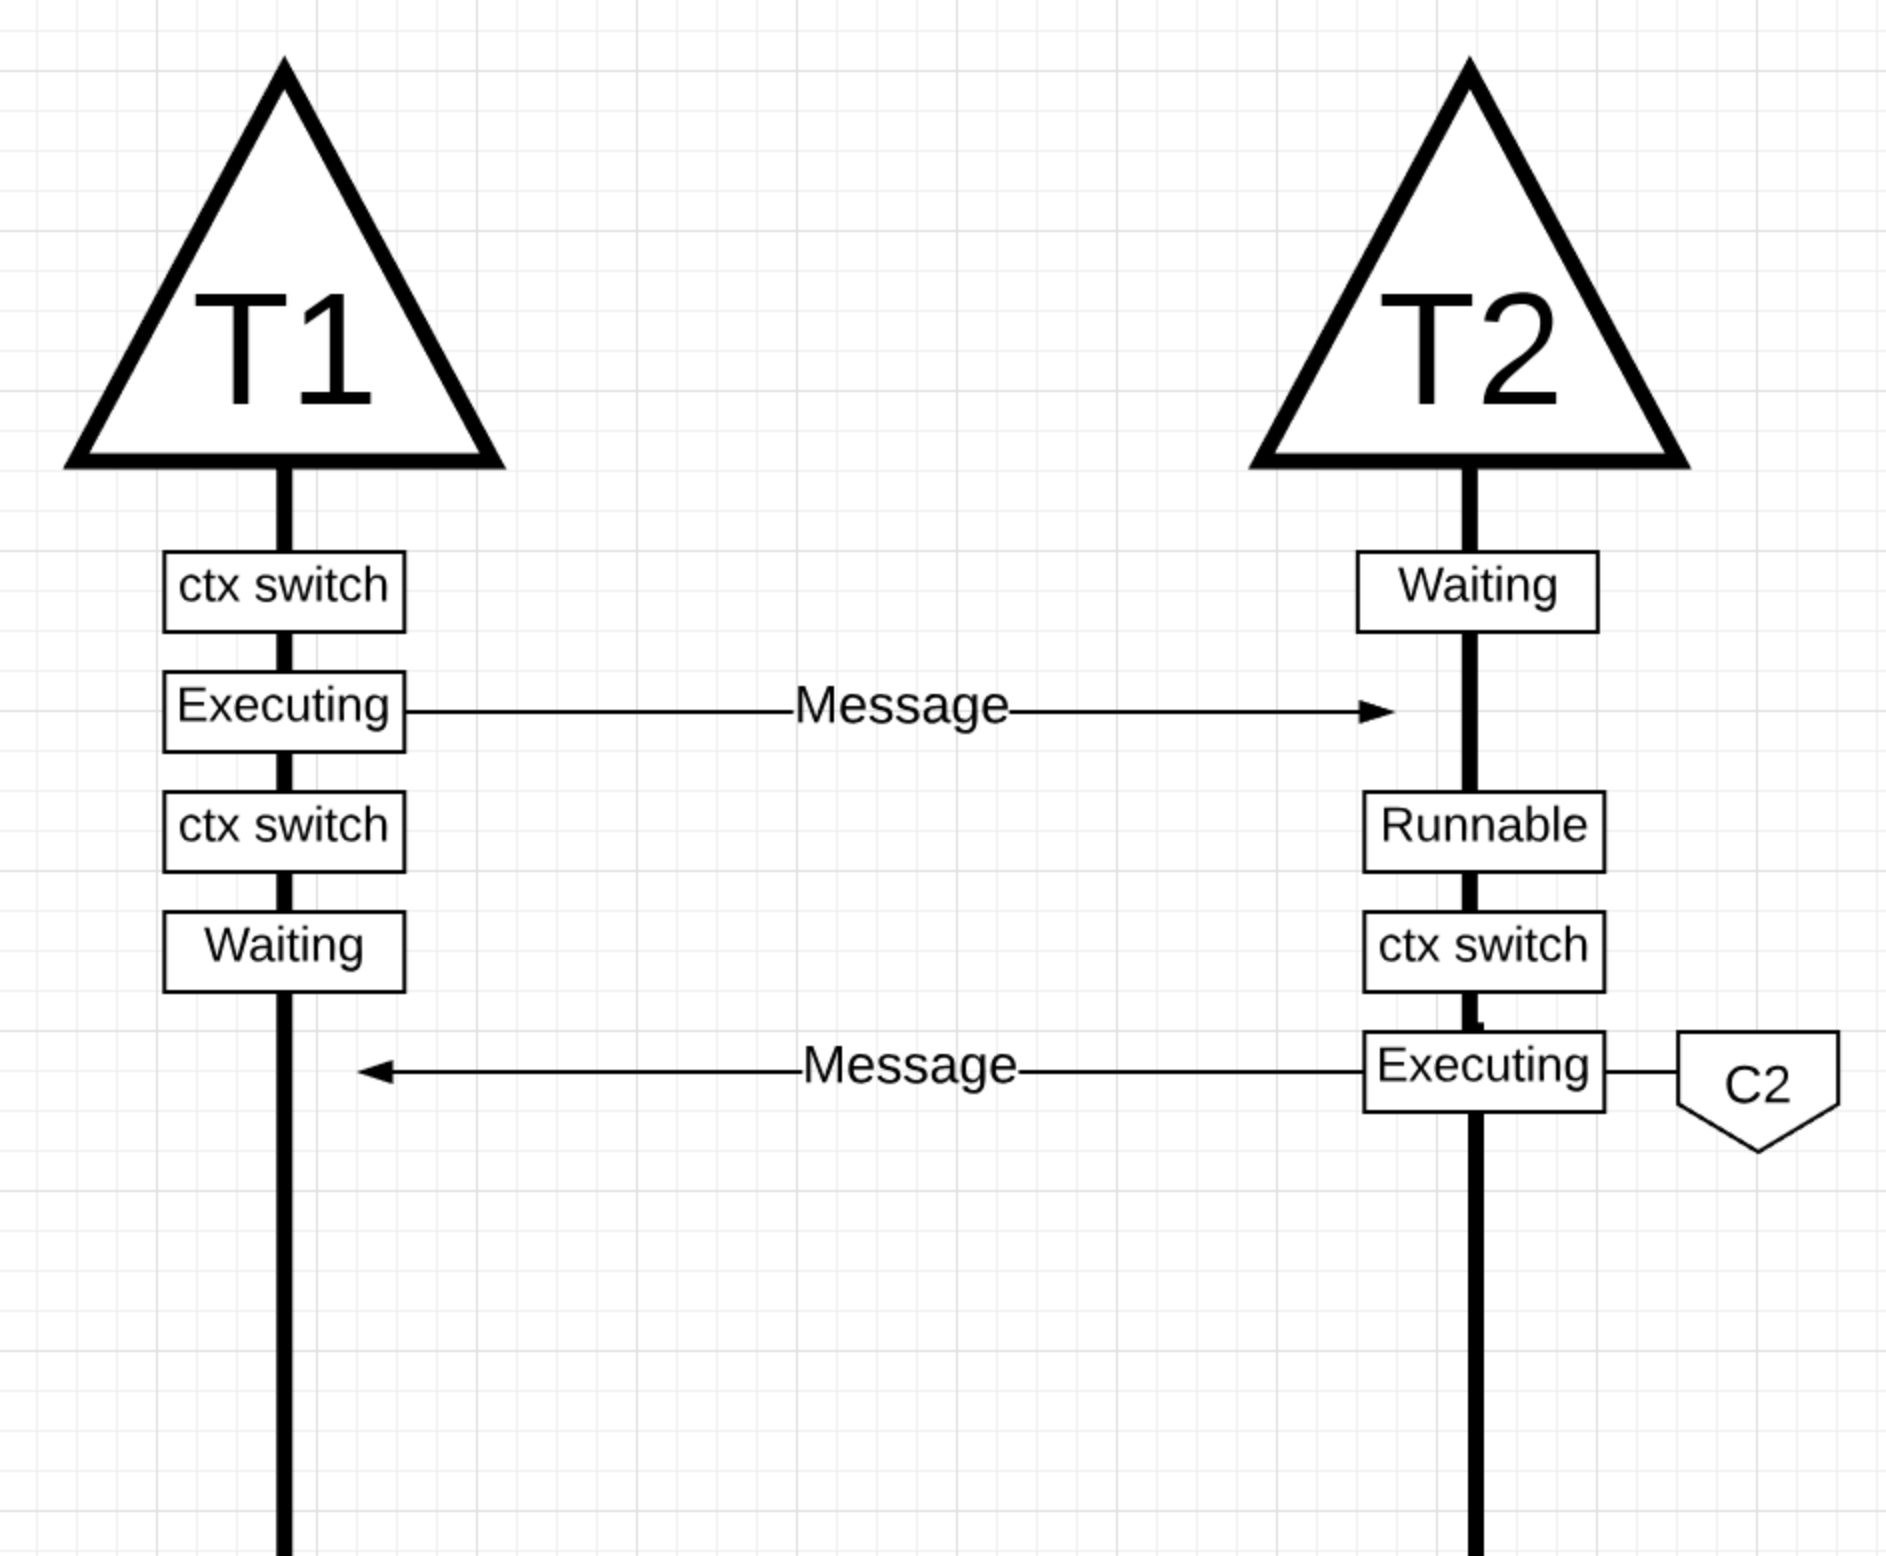 T1
T2
ctx switch
Waiting
Executing
Message
ctx switch
Runnable
Waiting
ctx switch
Message
Executing
C2